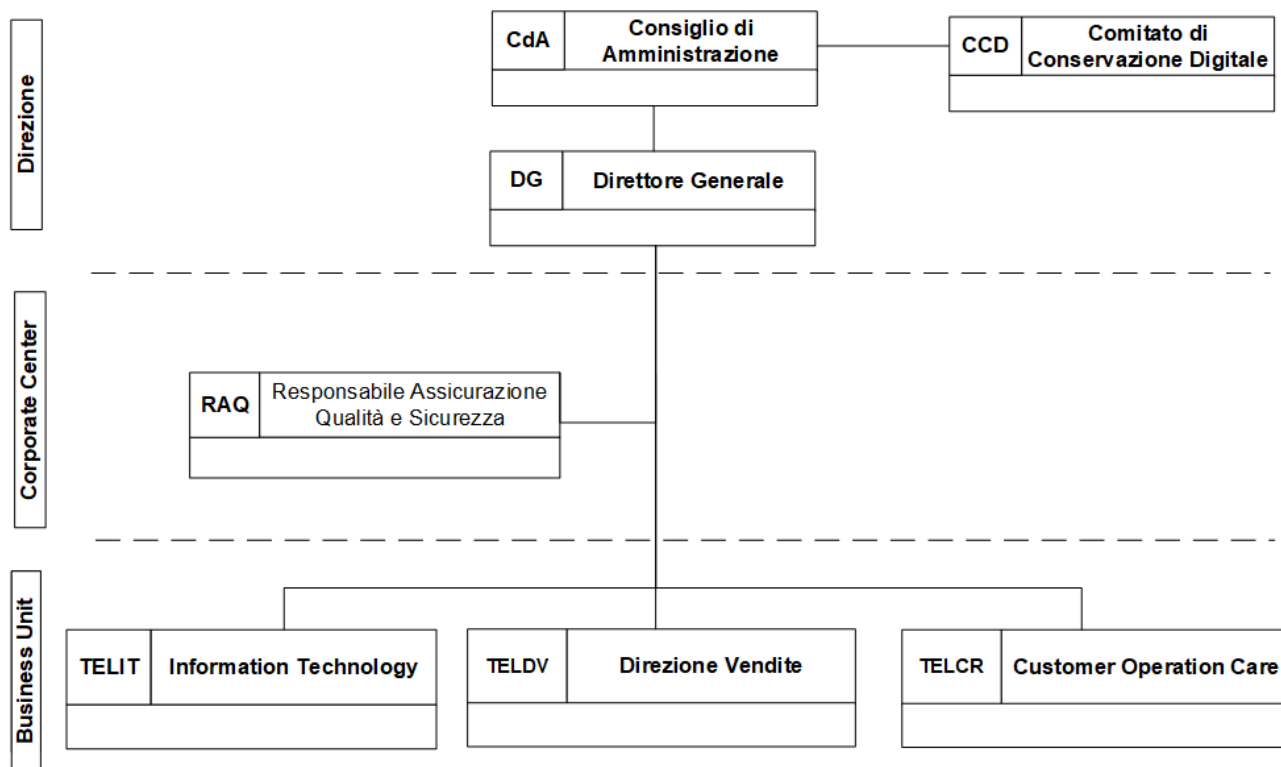 Direzione
CdA
Consiglio di
Amministrazione
CCD
Comitato di
Conservazione Digitale
DG
Direttore Generale
Corporate Center
RAQ
Responsabile Assicurazione
Qualità e Sicurezza
Business Unit
TELIT
Information Technology
TELDV
Direzione Vendite
TELCR
Customer Operation Care